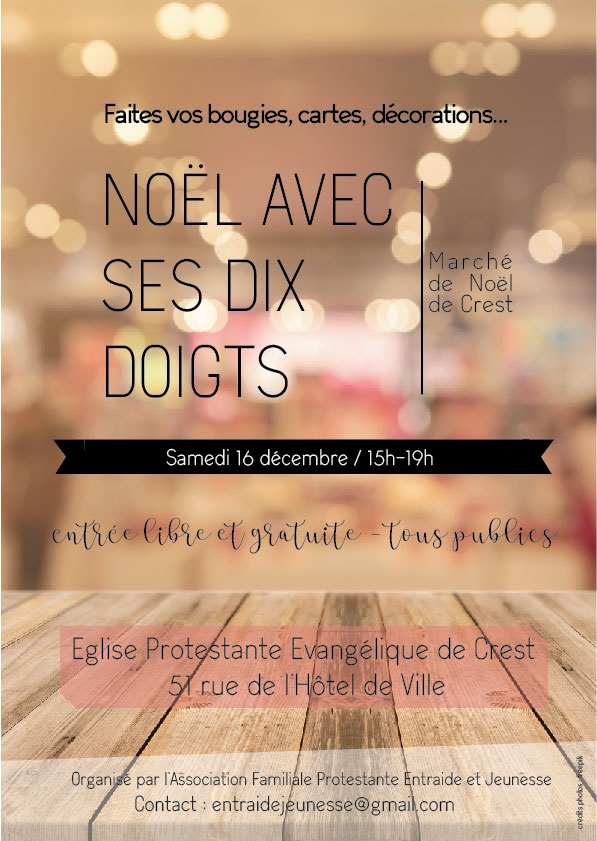 Faites vos bougies, cartes, décorations...
NOËL AVEC
SES DIX
DOIGTS
Marché
de Noël
de Crest
Samedi 16 décembre / 15h-19h
entrée libre et gratuite - tous publics
Eglise Protestante Evangélique de Crest
51 rue de l'Hôtel de Ville
Organisé par l'Association Familiale Protestante Entraide et Jeunesse
Contact : entraidejeunesse@gmail.com
crédits photos : freepik